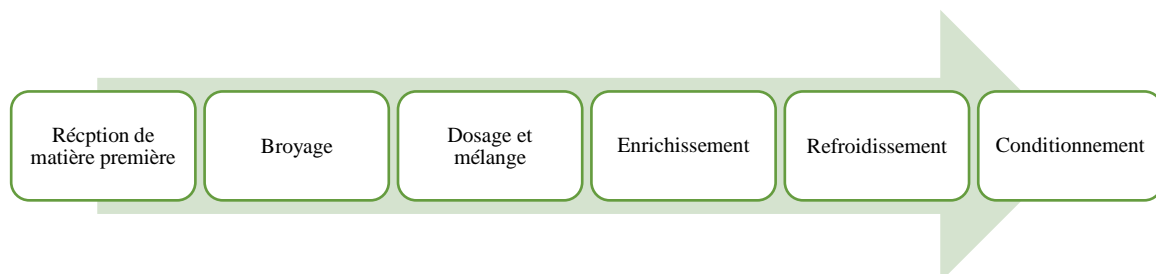 Récption de
matière première
Broyage
Dosage et
mélange
Enrichissement
Refroidissement
Conditionnement